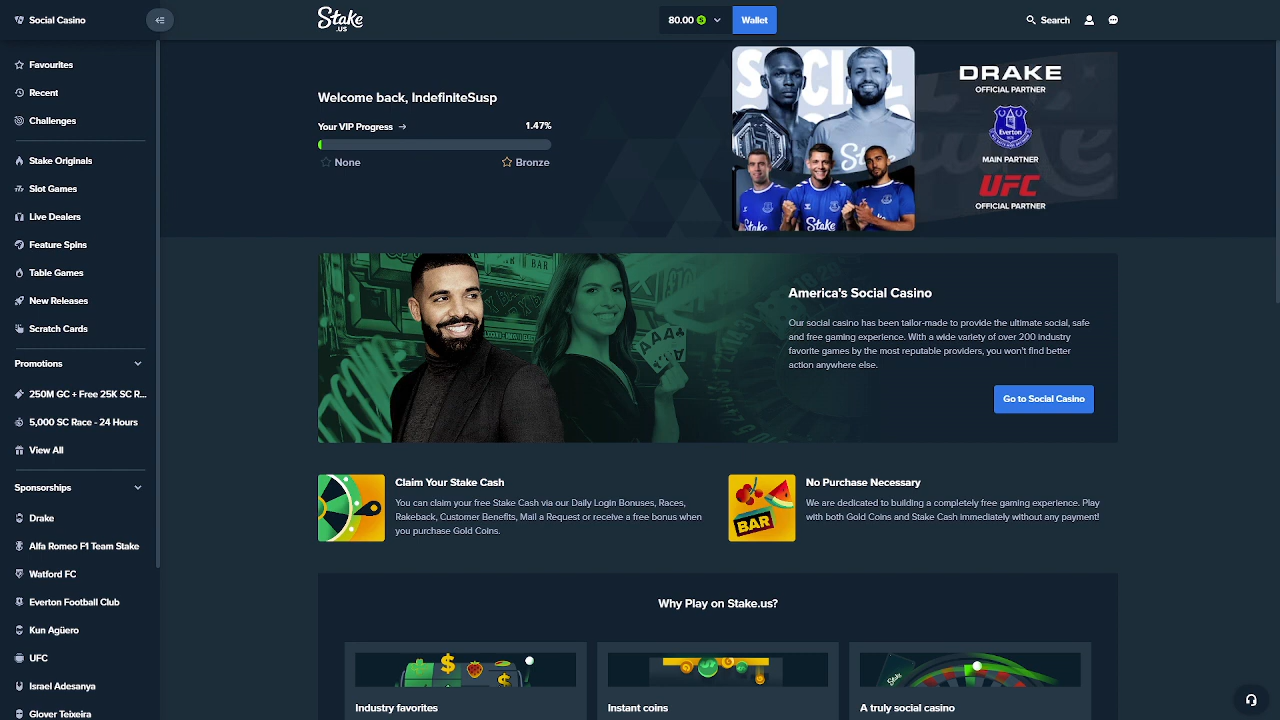 Social Casino
Stake
.US
80.00
Wallet
Search
Favourites
Recent
Challenges
Stake Originals
Slot Games
Live Dealers
Feature Spins
Table Games
New Releases
Scratch Cards
Promotions
250M GC + Free 25K SC R...
5,000 SC Race - 24 Hours
View All
Sponsorships
Drake
Alfa Romeo F1 Team Stake
Watford FC
Everton Football Club
Kun Agüero
UFC
Israel Adesanya
Glover Teixeira
Welcome back, IndefiniteSusp
Your VIP Progress → 1.47%
None Bronze
SOCIAL
Stake
Stake
DRAKE
OFFICIAL PARTNER
Everton
MAIN PARTNER
UFC
OFFICIAL PARTNER
BAR
America's Social Casino
Our social casino has been tailor-made to provide the ultimate social, safe
and free gaming experience. With a wide variety of over 200 industry
favorite games by the most reputable providers, you won't find better
action anywhere else.
Go to Social Casino
Claim Your Stake Cash
You can claim your free Stake Cash via our Daily Login Bonuses, Races,
Rakeback, Customer Benefits, Mail a Request or receive a free bonus when
you purchase Gold Coins.
BAR
No Purchase Necessary
We are dedicated to building a completely free gaming experience. Play
with both Gold Coins and Stake Cash immediately without any payment!
Why Play on Stake.us?
Industry favorites
Instant coins
Stake
A truly social casino